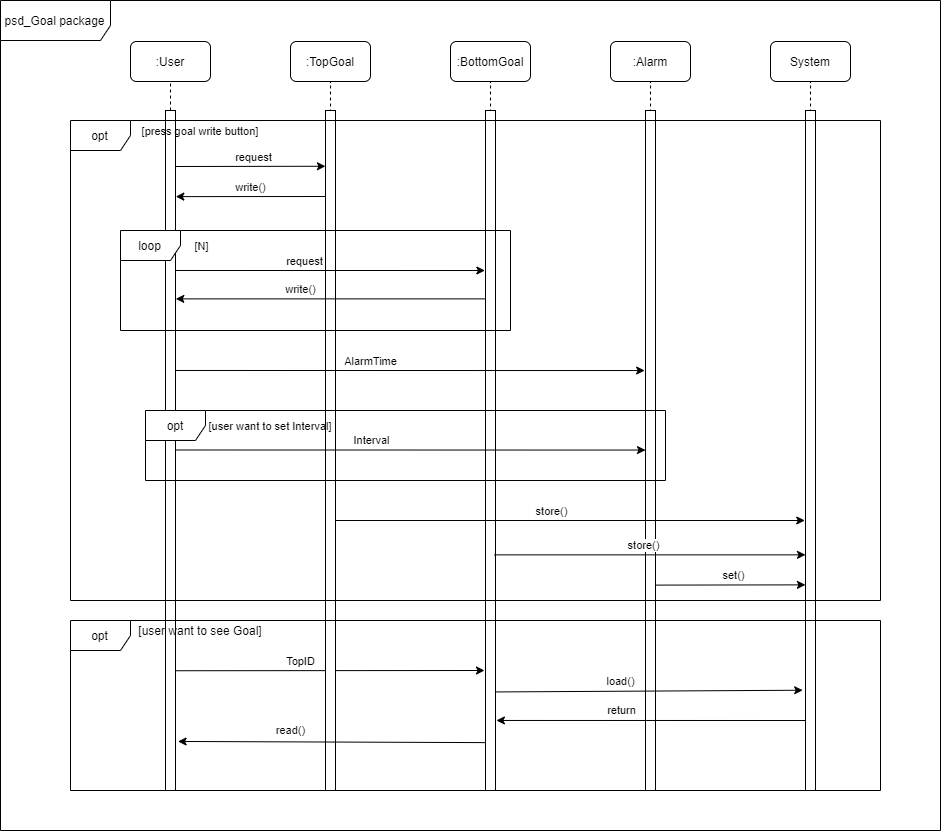 psd_Goal package
:User
:TopGoal
:BottomGoal
:Alarm
System
opt
[press goal write button]
request
write()
loop
[N]
request
write()
AlarmTime
opt
[user want to set Interval]
Interval
store()
store()
set()
opt
[user want to see Goal]
TopID
load()
return
read()